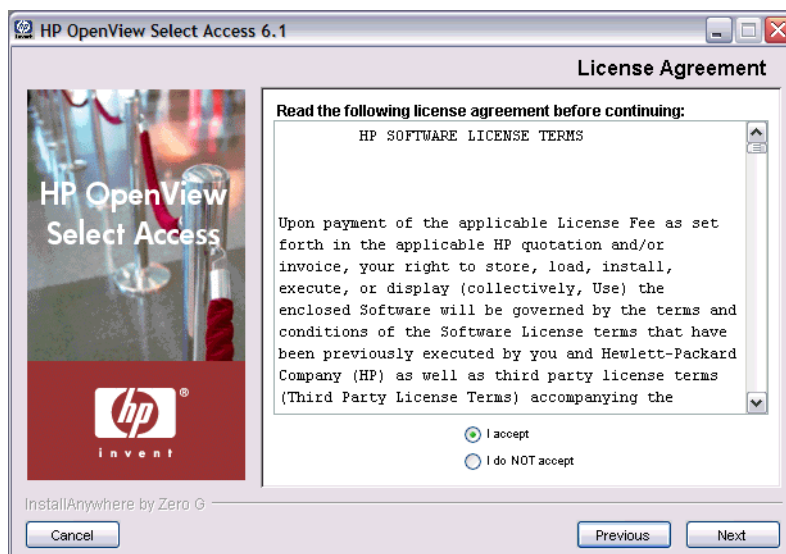 HP OpenView Select Access 6.1
License Agreement
HP OpenView
Select Access
hp
®
invent
Read the following license agreement before continuing:
HP SOFTWARE LICENSE TERMS
Upon payment of the applicable License Fee as set
forth in the applicable HP quotation and/or
invoice, your right to store, load, install,
execute, or display (collectively, Use) the
enclosed Software will be governed by the terms and
conditions of the Software License terms that have
been previously executed by you and Hewlett-Packard
Company (HP) as well as third party license terms
(Third Party License Terms) accompanying the
I accept
I do NOT accept
InstallAnywhere by Zero G
Cancel
Previous
Next